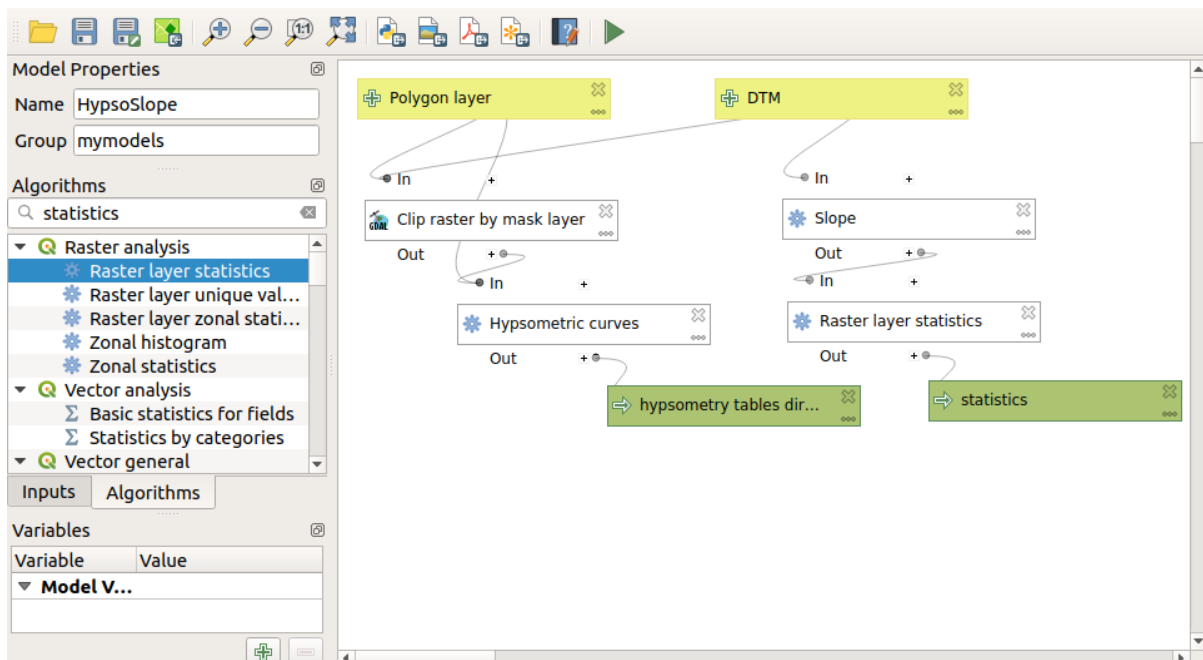 1:1
Model Properties
Name HypsoSlope
Group mymodels
Algorithms
statistics
Raster analysis
Raster layer statistics
Raster layer unique val...
Raster layer zonal stati...
Zonal histogram
Zonal statistics
Vector analysis
Σ Basic statistics for fields
Σ Statistics by categories
Vector general
Inputs Algorithms
Variables
Variable Value
Model V...
Polygon layer
DTM
In +
In +
GDAL Clip raster by mask layer
Slope
Out +
Out +
In +
In +
Hypsometric curves
Raster layer statistics
Out +
Out +
hypsometry tables dir...
statistics